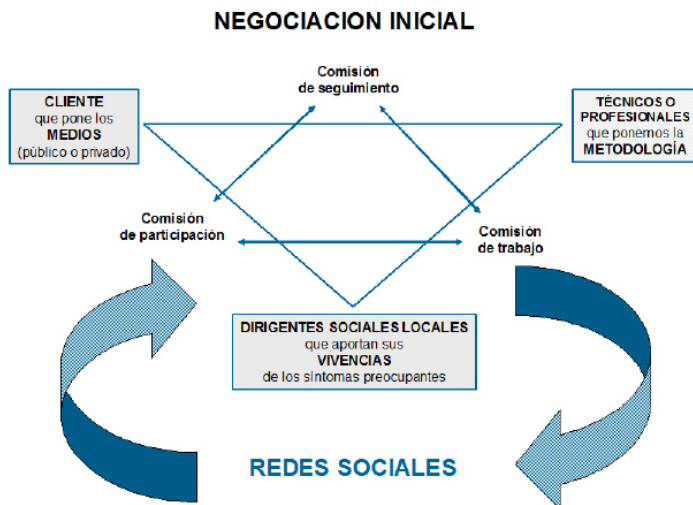 NEGOCIACION INICIAL
Comisión
de seguimiento
CLIENTE
que pone los
MEDIOS
(público o privado)
TÉCNICOS O
PROFESIONALES
que ponemos la
METODOLOGÍA
Comisión
de participación
Comisión
de trabajo
DIRIGENTES SOCIALES LOCALES
que aportan sus
VIVENCIAS
de los síntomas preocupantes
REDES SOCIALES